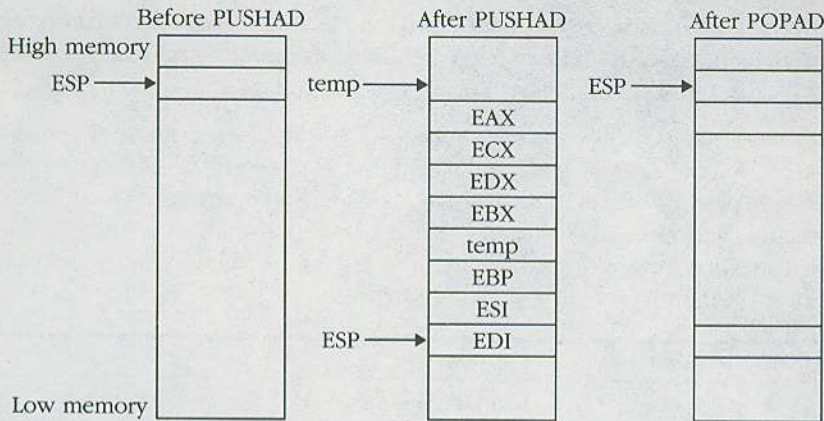 Before PUSHAD
After PUSHAD
After POPAD
High memory
ESP
temp
ESP
EAX
ECX
EDX
EBX
temp
EBP
ESI
ESP
EDI
Low memory